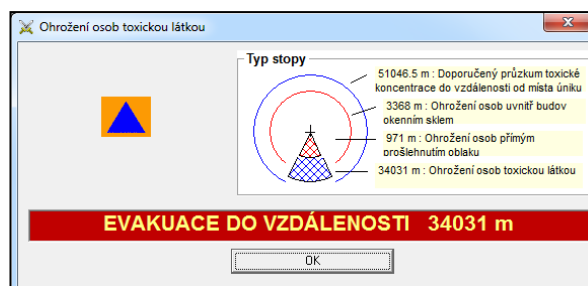 Ohrožení osob toxickou látkou
Typ stopy
51046.5 m : Doporučený průzkum toxické
koncentrace do vzdálenosti od místa úniku
3368 m : Ohrožení osob uvnitř budov
okenním sklem
971 m : Ohrožení osob přímým
prošlehnutím oblaku
34031 m : Ohrožení osob toxickou látkou
EVAKUACE DO VZDÁLENOSTI 34031 m
OK